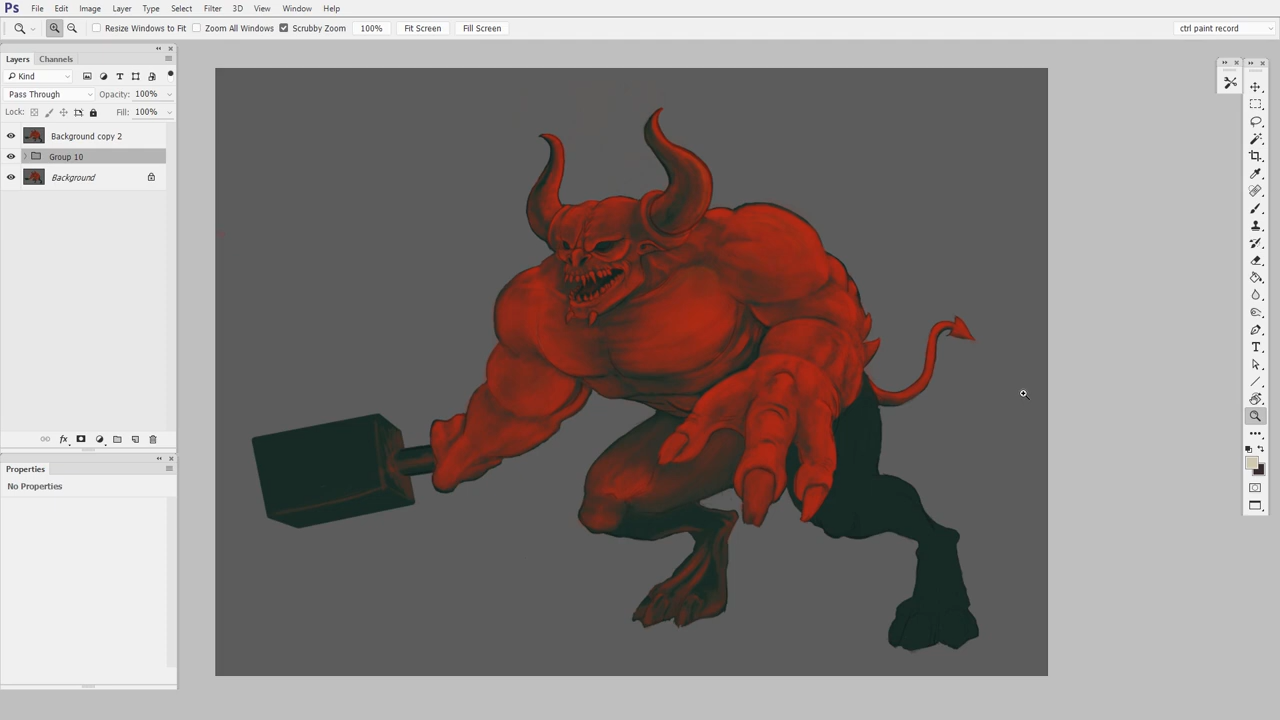 Ps File Edit Image Layer Type Select Filter 3D View Window Help
Resize Windows to Fit Zoom All Windows Scrubby Zoom 100% Fit Screen Fill Screen ctrl paint record
Layers Channels
Kind
Pass Through Opacity: 100%
Lock: Fill: 100%
Background copy 2
Group 10
Background
fx
Properties
No Properties
T